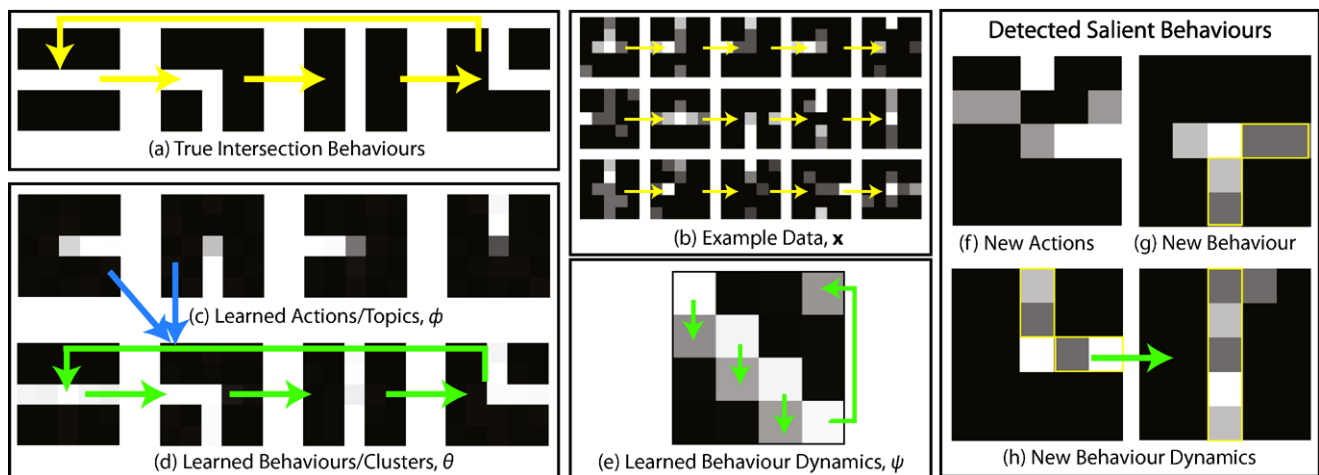 (a) True Intersection Behaviours
(c) Learned Actions/Topics, ϕ
(d) Learned Behaviours/Clusters, θ
(b) Example Data, x
(e) Learned Behaviour Dynamics, ψ
Detected Salient Behaviours
(f) New Actions
(g) New Behaviour
(h) New Behaviour Dynamics